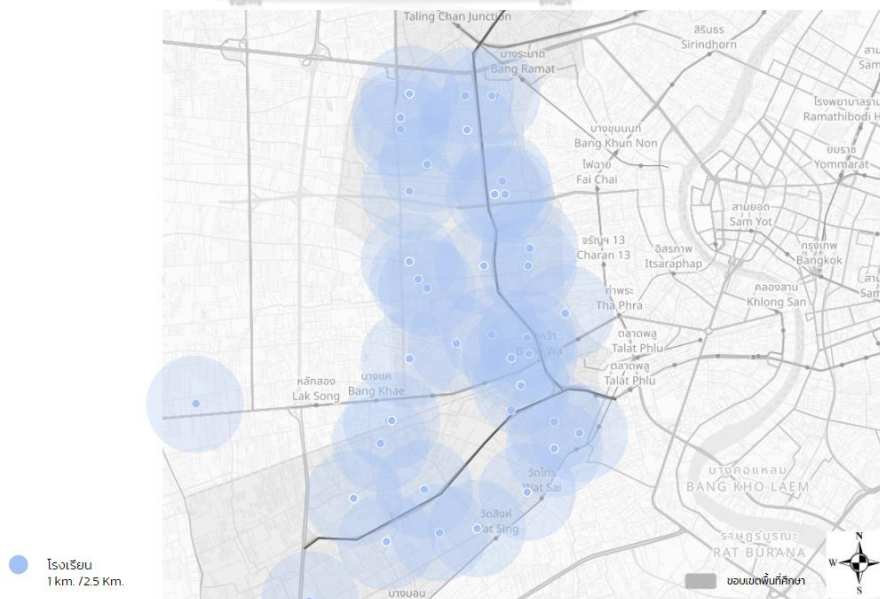 Taling Chan Junction
สิรินธร
Sirindhorn
บางระมาด
Bang Ramat
สาม
Sam
โรงพยาบาลราม
Ramathibodi H
บางขุนนนท์
Bang Khun Non
ยมราช
Yommarat
ไฟฉาย
Fai Chai
สามยอด
Sam Yot
จรัญฯ 13
Charan 13
อิสรภาพ
Itsaraphap
กรุงเทพ
Bangkok
สาม
Sam
คลองสาน
Khlong San
ท่าพระ
Tha Phra
ตลาดพลู
Talat Phlu
ตลาดพลู
Talat Phlu
หลักสอง
Lak Song
บางแค
Bang Khae
บางคอแหลม
BANG KHO LAEM
วัดไทร
Wat Sai
วัดสิงห์
Wat Sing
ราษฎร์บูรณะ
RAT BURANA
N
W
S
โรงเรียน
1 km. /2.5 Km.
ขอบเขตพื้นที่ศึกษา
บางบอน